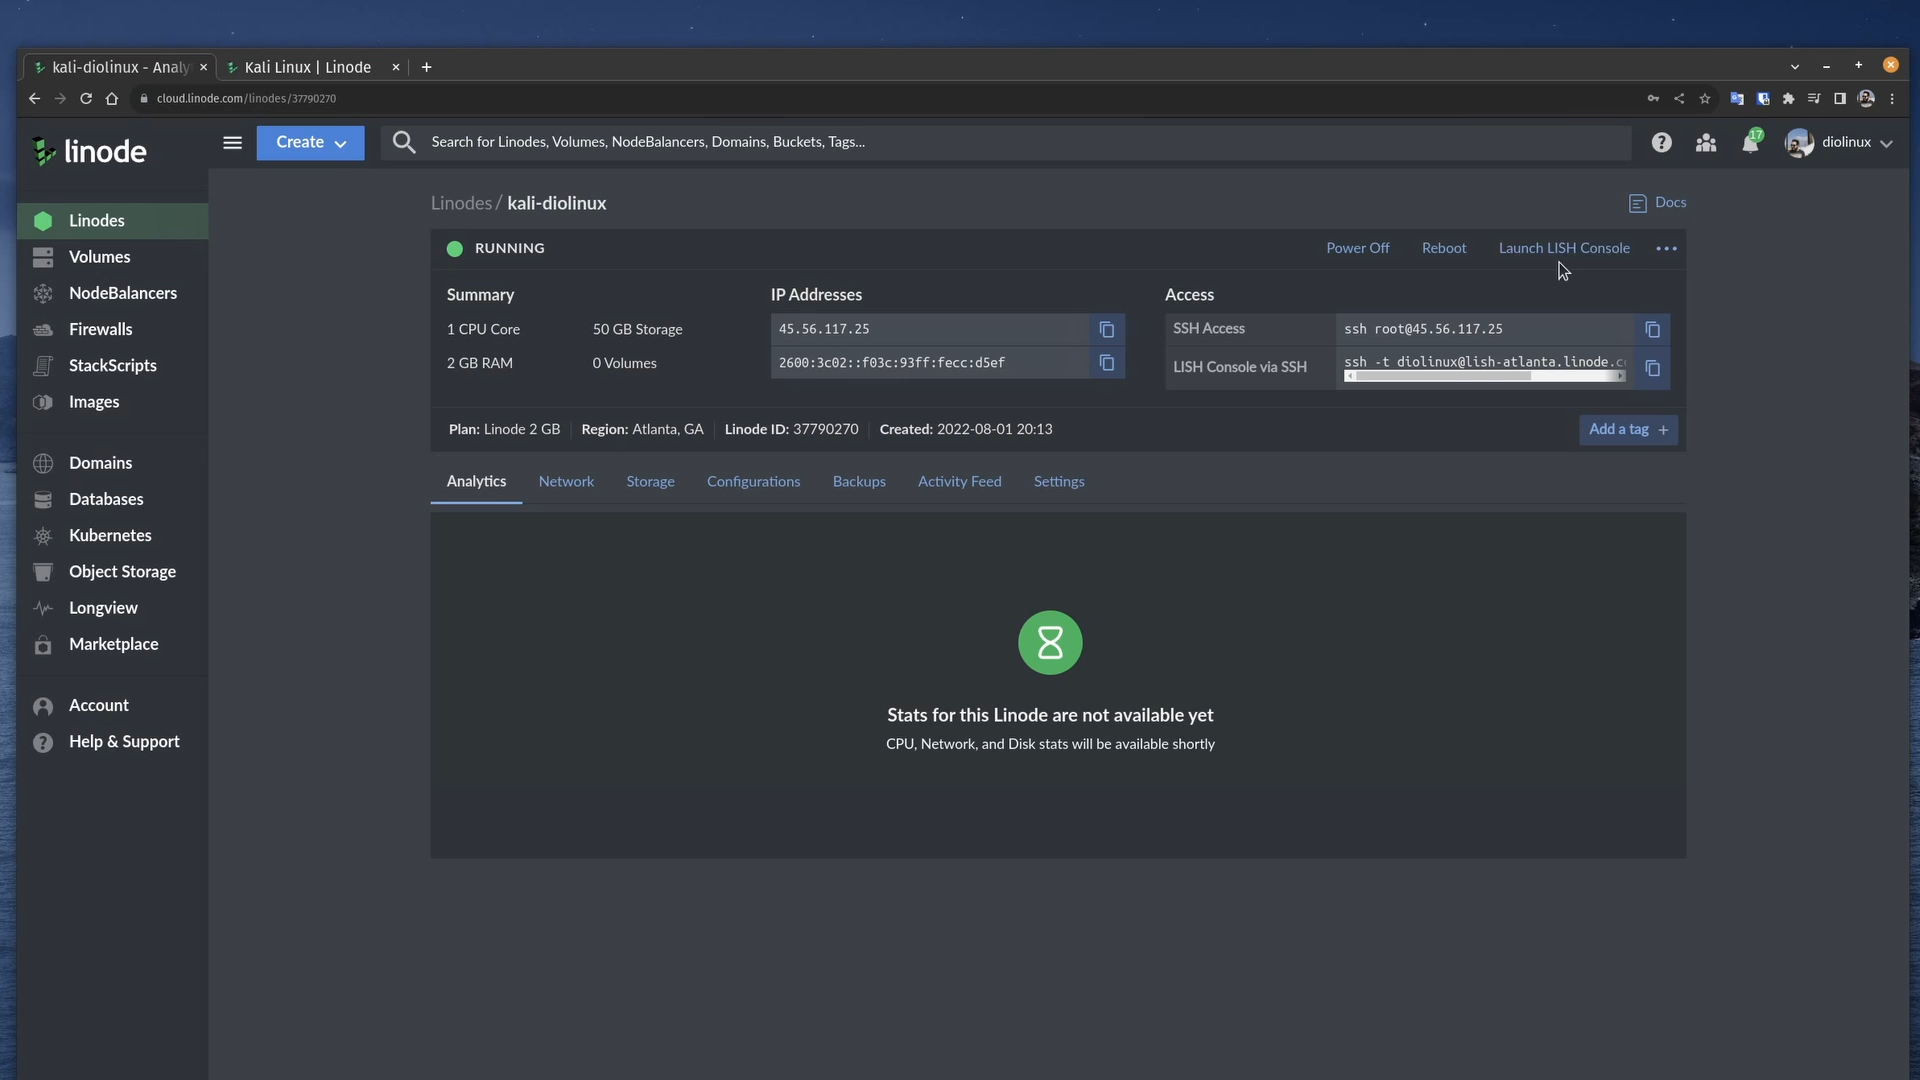 kali-diolinux - Analy
Kali Linux | Linode
cloud.linode.com/linodes/37790270
linode
Create
Search for Linodes, Volumes, NodeBalancers, Domains, Buckets, Tags...
17
diolinux
Linodes
Volumes
NodeBalancers
Firewalls
StackScripts
Images
Domains
Databases
Kubernetes
Object Storage
Longview
Marketplace
Account
Help & Support
Linodes / kali-diolinux
Docs
RUNNING
Power Off
Reboot
Launch LISH Console
Summary
1 CPU Core
50 GB Storage
2 GB RAM
0 Volumes
IP Addresses
45.56.117.25
2600:3c02::f03c:93ff:fecc:d5ef
Access
SSH Access
ssh root@45.56.117.25
LISH Console via SSH
ssh -t diolinux@lish-atlanta.linode.c
Plan: Linode 2 GB
Region: Atlanta, GA
Linode ID: 37790270
Created: 2022-08-01 20:13
Add a tag +
Analytics
Network
Storage
Configurations
Backups
Activity Feed
Settings
Stats for this Linode are not available yet
CPU, Network, and Disk stats will be available shortly